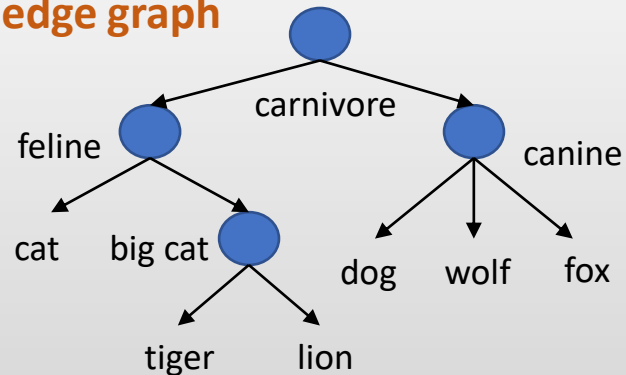 edge graph
carnivore
feline
canine
cat
big cat
dog
wolf
fox
tiger
lion